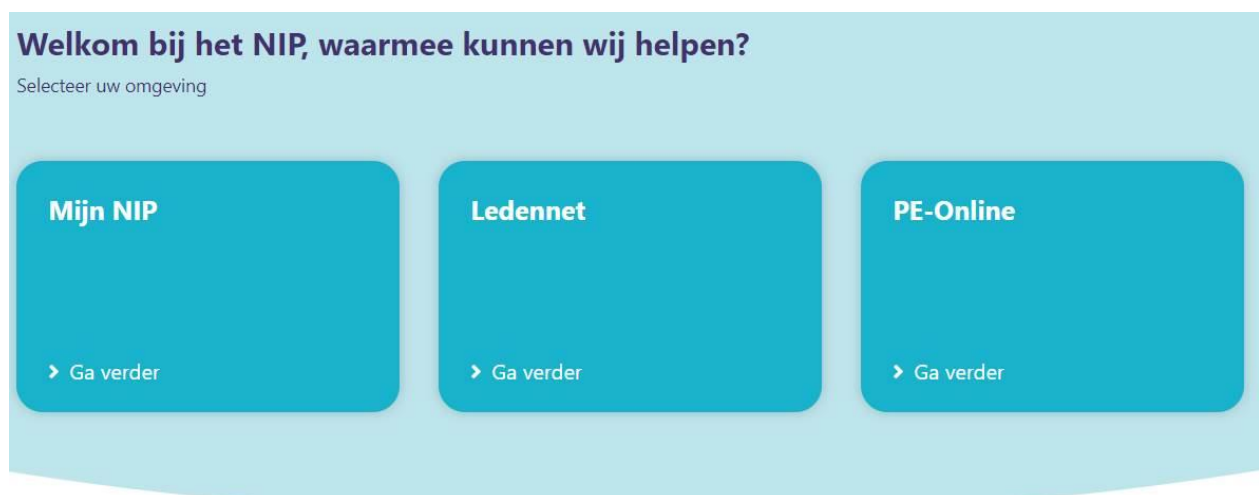 Welkom bij het NIP, waarmee kunnen wij helpen?
Selecteer uw omgeving
Mijn NIP
Ledennet
PE-Online
Ga verder
Ga verder
Ga verder